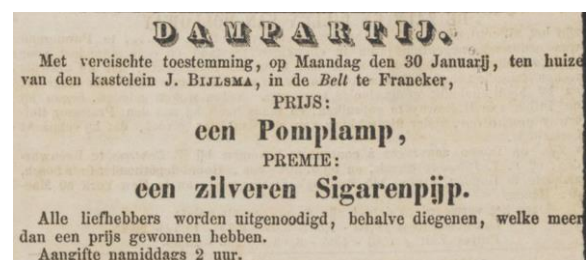 DAMPARTIJ.
Met vereischte toestemming, op Maandag den 30 Januarij, ten huize
van den kastelein J. BIJLSMA, in de Belt te Franeker,
PRIJS:
een Pomplamp,
PREMIE:
een zilveren Sigarenpijp.
Alle liefhebbers worden uitgenoodigd, behalve diegenen, welke meer
dan een prijs gewonnen hebben.
Aangifte namiddags 2 uur.